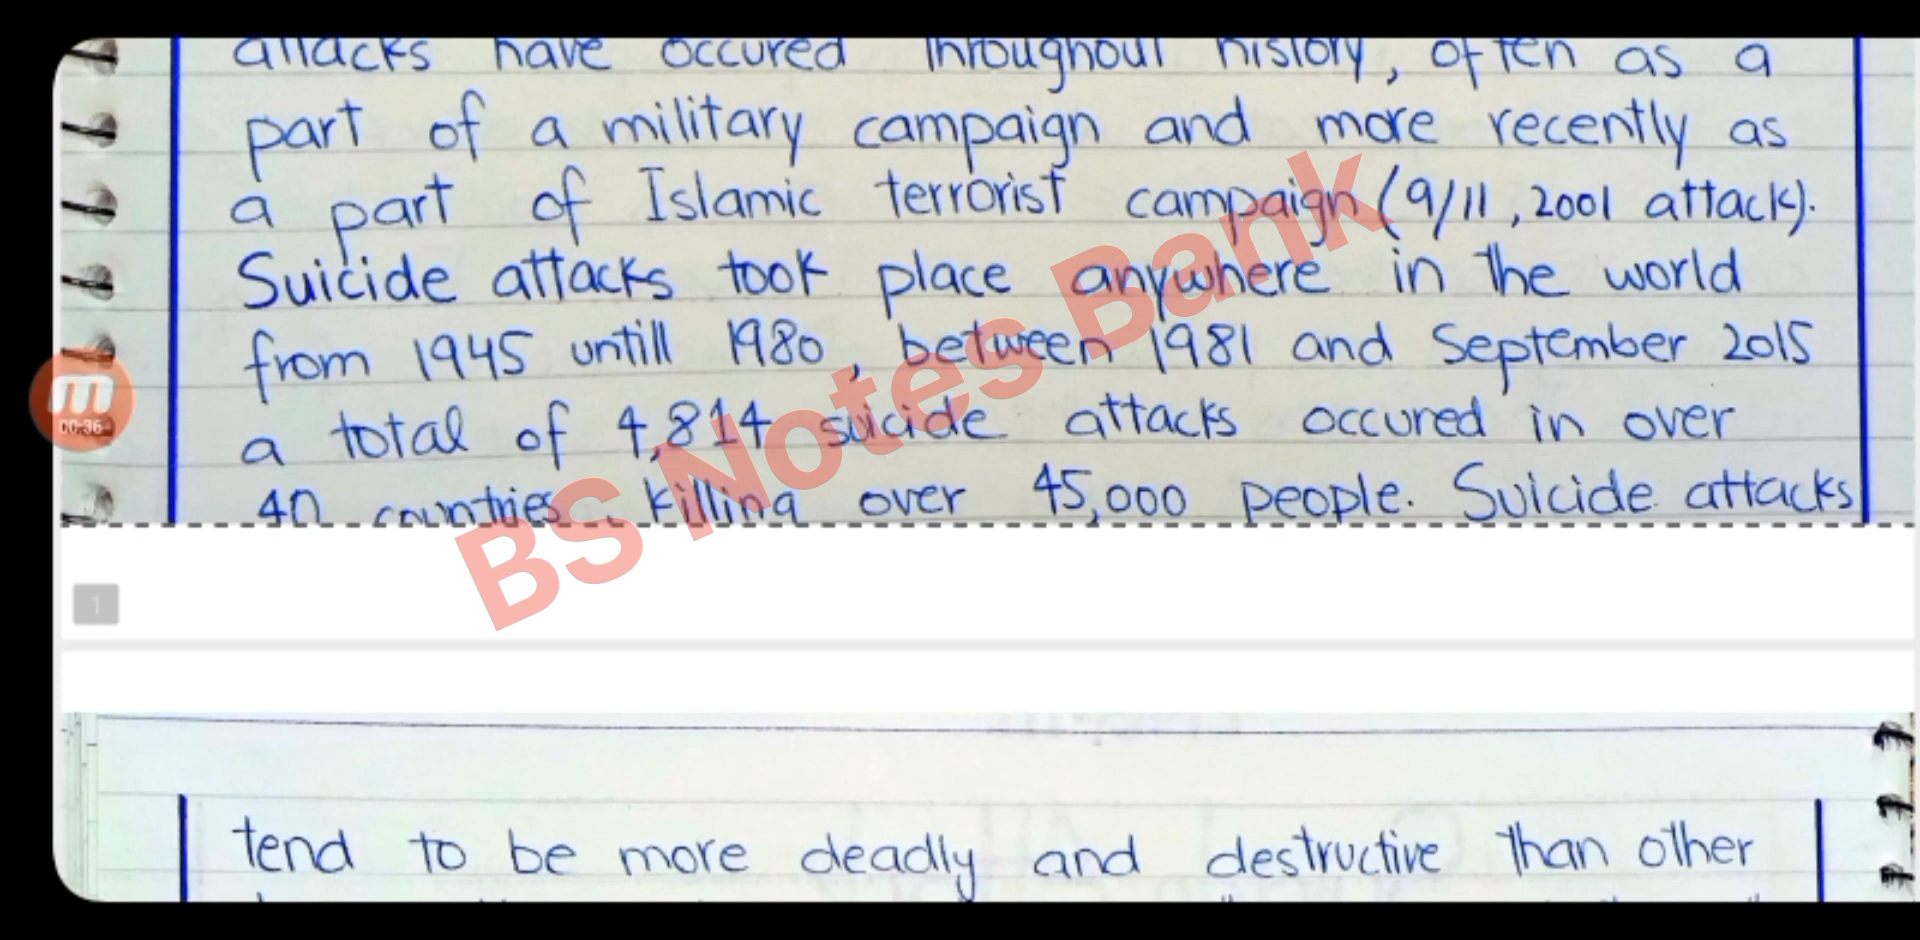 attacks have occured throughout history, often as a
part of a military campaign and more recently as
a part of Islamic terrorist campaign (9/11, 2001 attack).
Suicide attacks took place anywhere in the world
from 1945 untill 1980, between 1981 and September 2015
a total of 4,814 suicide attacks occured in over
40 countries, killing over 45,000 people. Suicide attacks
BS Notes Bank
00:36
1
tend to be more deadly and destructive than other